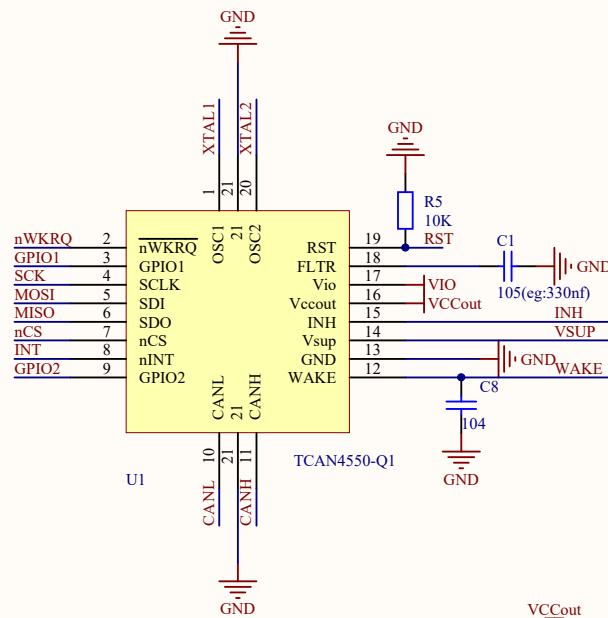 GND
XTAL1
XTAL2
1
21
20
GND
R5
10K
OSC1
21
OSC2
nWKRQ 2 nWKRQ RST 19 RST
GPIO1 3 GPIO1 FLTR 18 C1 GND
105(eg:330nf)
SCK 4 SCLK Vio 17 VIO
MOSI 5 SDI Vccout 16 VCCout
MISO 6 SDO INH 15 INH
nCS 7 nCS Vsup 14 VSUP
INT 8 nINT GND 13 GND
GPIO2 9 GPIO2 WAKE 12 WAKE
C8
104
CANL
21
CANH
10
21
11
U1
TCAN4550-Q1
GND
CANL
CANH
GND
VCCout